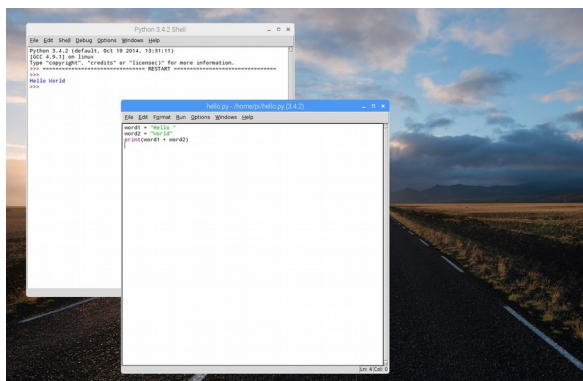 Python 3.4.2 Shell
File Edit Shell Debug Options Windows Help
Python 3.4.2 (default, Oct 19 2014, 13:31:11)
[GCC 4.9.1] on linux
Type "copyright", "credits" or "license()" for more information.
>>> ================================ RESTART ================================
>>>
Hello World
>>>
hello.py - /home/pi/hello.py (3.4.2)
File Edit Format Run Options Windows Help
word1 = "Hello "
word2 = "World"
print(word1 + word2)
Ln: 4 Col: 0